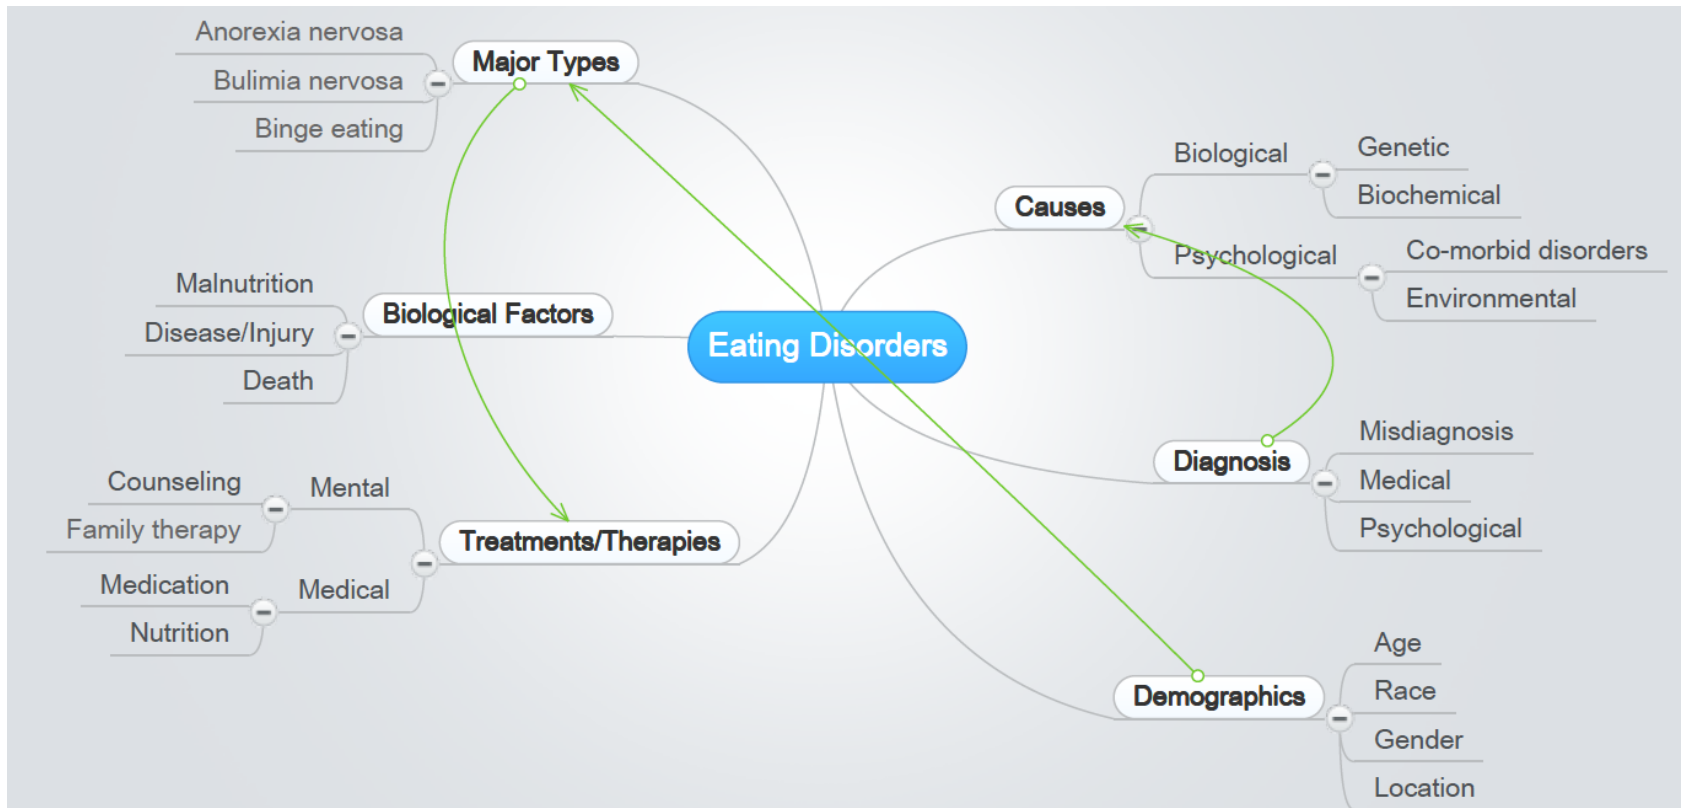 Eating Disorders
Major Types
Anorexia nervosa
Bulimia nervosa
Binge eating
Biological Factors
Malnutrition
Disease/Injury
Death
Treatments/Therapies
Mental
Counseling
Family therapy
Medical
Medication
Nutrition
Causes
Biological
Genetic
Biochemical
Psychological
Co-morbid disorders
Environmental
Diagnosis
Misdiagnosis
Medical
Psychological
Demographics
Age
Race
Gender
Location